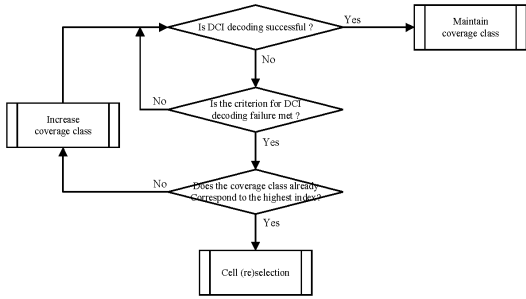 Is DCI decoding successful ?
Yes
Maintain
coverage class
No
Is the criterion for DCI
decoding failure met ?
No
Increase
coverage class
Yes
Does the coverage class already
Correspond to the highest index?
No
Yes
Cell (re)selection